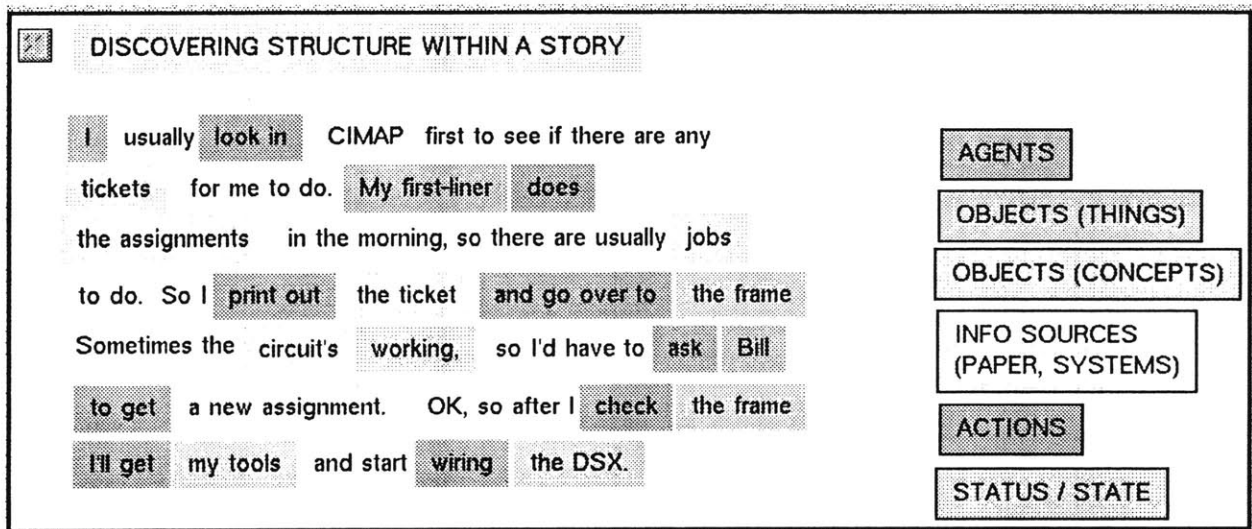 DISCOVERING STRUCTURE WITHIN A STORY
I usually look in CIMAP first to see if there are any
tickets for me to do. My first-liner does
the assignments in the morning, so there are usually jobs
to do. So I print out the ticket and go over to the frame
Sometimes the circuit's working, so I'd have to ask Bill
to get a new assignment. OK, so after I check the frame
I'll get my tools and start wiring the DSX.
AGENTS
OBJECTS (THINGS)
OBJECTS (CONCEPTS)
INFO SOURCES
(PAPER, SYSTEMS)
ACTIONS
STATUS / STATE